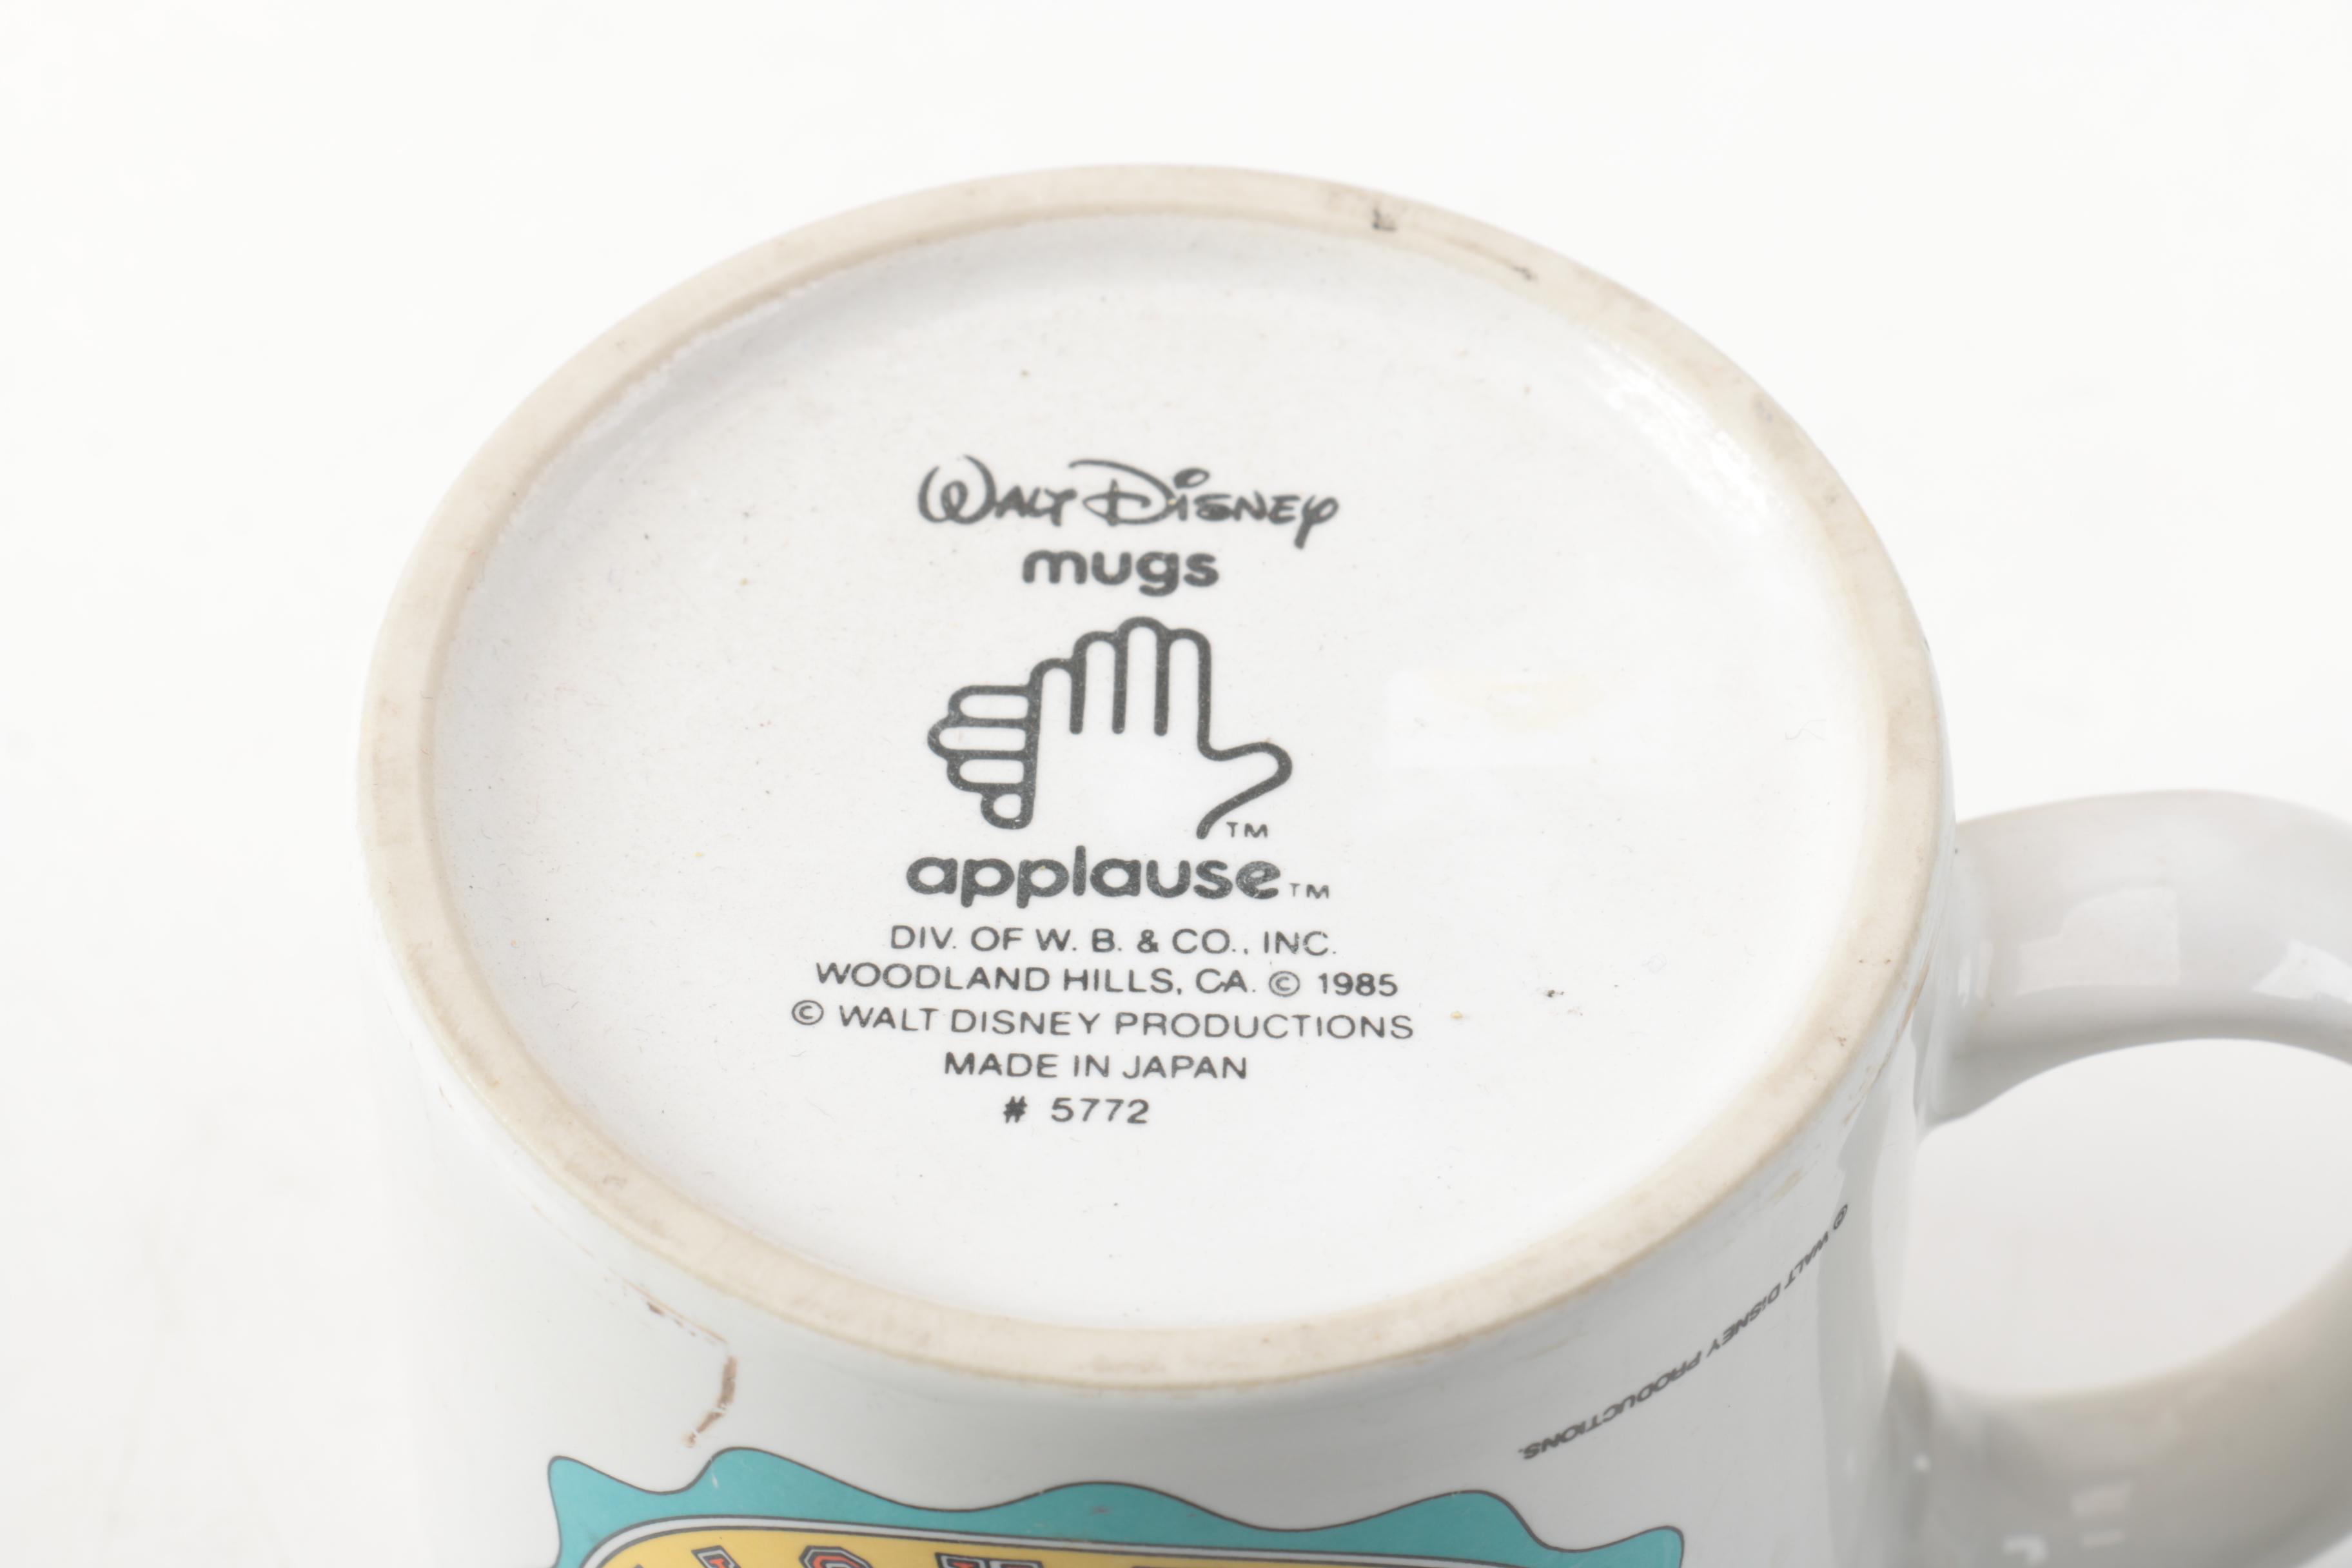 WALT DISNEY
mugs
TM
applause TM
DIV. OF W. B. & CO., INC.
WOODLAND HILLS, CA. © 1985
© WALT DISNEY PRODUCTIONS
MADE IN JAPAN
# 5772
© WALT DISNEY PRODUCTIONS.